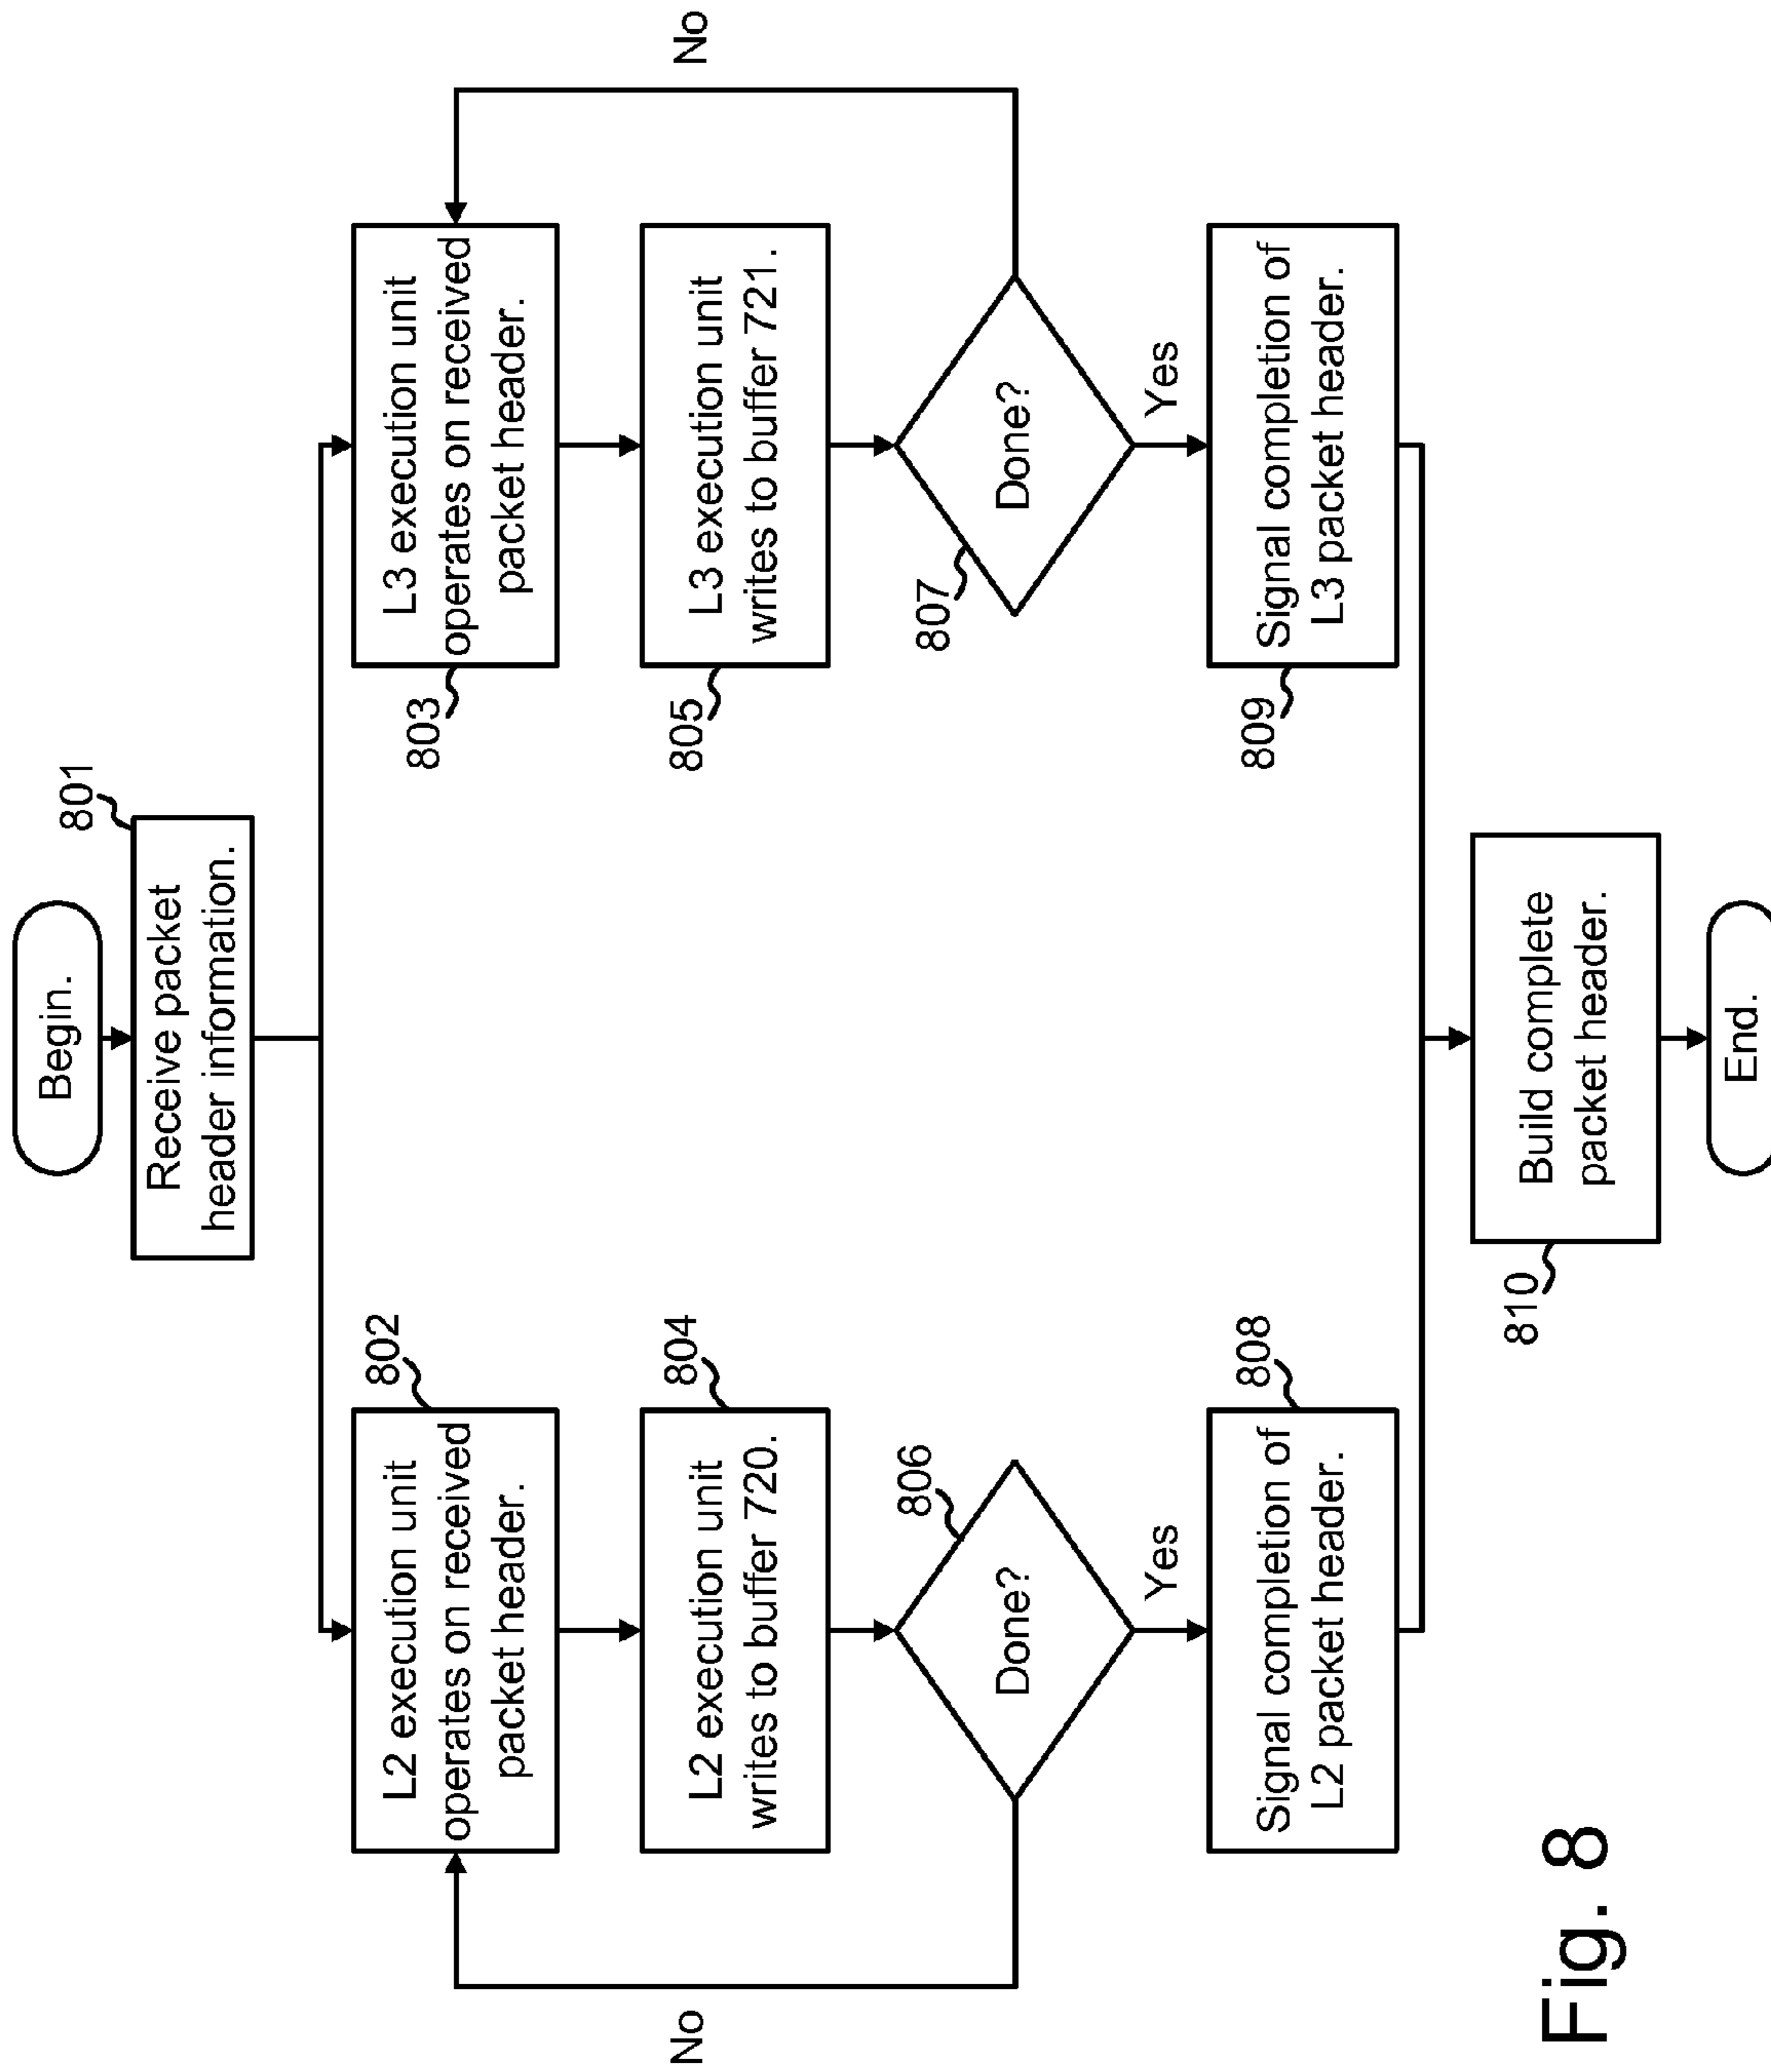 Begin.
801
Receive packet
header information.
802
L2 execution unit
operates on received
packet header.
803
L3 execution unit
operates on received
packet header.
No
No
804
L2 execution unit
writes to buffer 720.
805
L3 execution unit
writes to buffer 721.
806
Done?
807
Done?
Yes
Yes
808
Signal completion of
L2 packet header.
809
Signal completion of
L3 packet header.
810
Build complete
packet header.
End.
Fig. 8